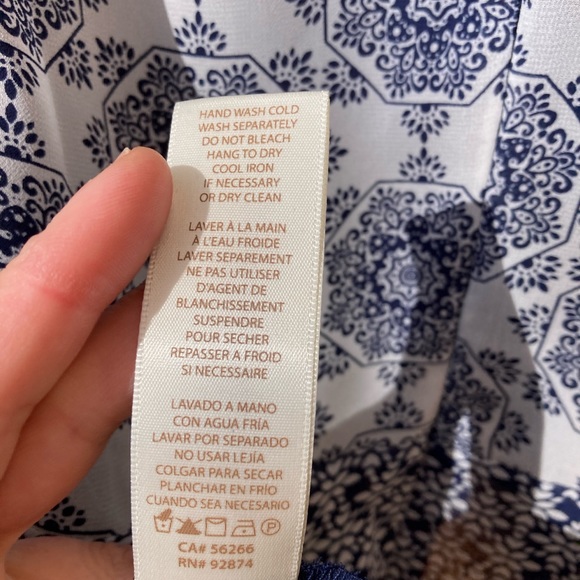 HAND WASH COLD
WASH SEPARATELY
DO NOT BLEACH
HANG TO DRY
COOL IRON
IF NECESSARY
OR DRY CLEAN
LAVER À LA MAIN
À L'EAU FROIDE
LAVER SEPAREMENT
NE PAS UTILISER
D'AGENT DE
BLANCHISSEMENT
SUSPENDRE
POUR SECHER
REPASSER A FROID
SI NECESSAIRE
LAVADO A MANO
CON AGUA FRÍA
LAVAR POR SEPARADO
NO USAR LEJÍA
COLGAR PARA SECAR
PLANCHAR EN FRÍO
CUANDO SEA NECESARIO
P
CA# 56266
RN# 92874